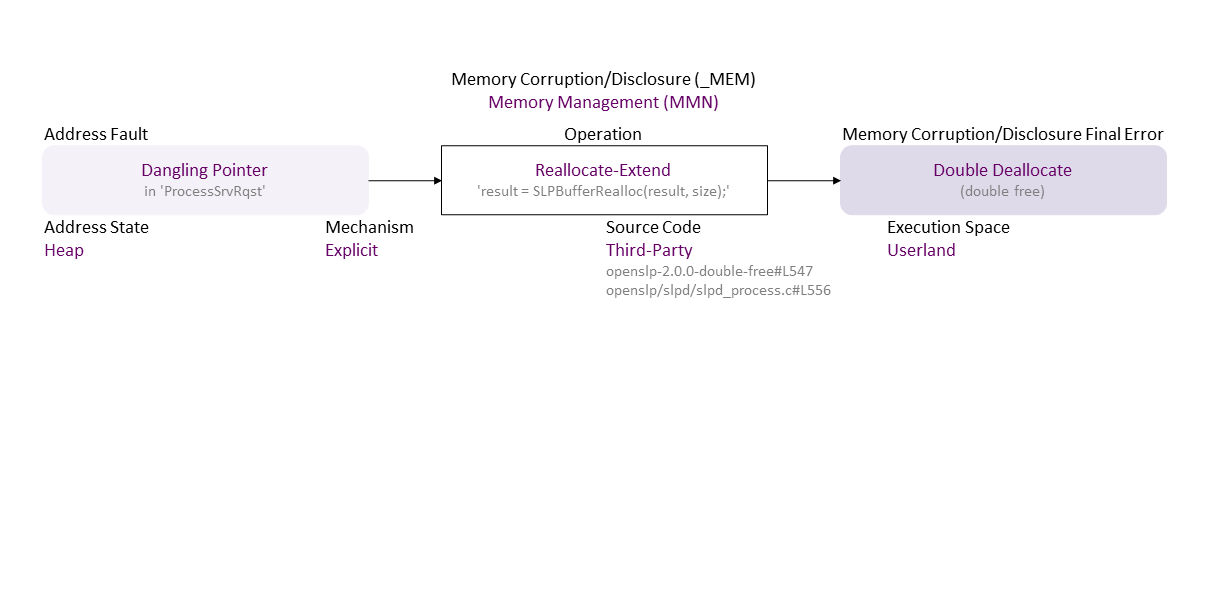 Memory Corruption/Disclosure (_MEM)
Memory Management (MMN)
Address Fault
Operation
Memory Corruption/Disclosure Final Error
Dangling Pointer
in 'ProcessSrvRqst'
Reallocate-Extend
'result = SLPBufferRealloc(result, size);'
Double Deallocate
(double free)
Address State
Heap
Mechanism
Explicit
Source Code
Third-Party
openslp-2.0.0-double-free#L547
openslp/slpd/slpd_process.c#L556
Execution Space
Userland